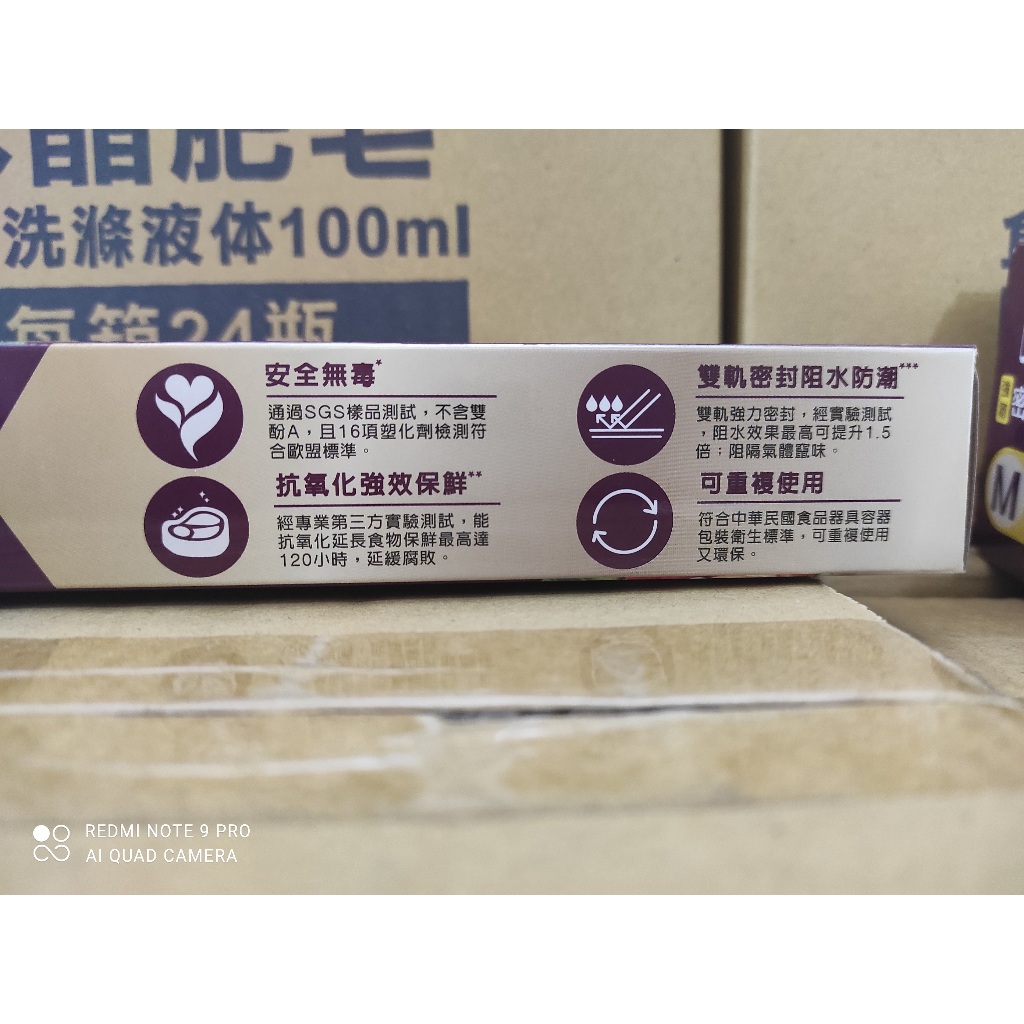 晶肥皂
洗滌液体100ml
每箱24瓶
安全無毒*
通過SGS樣品測試,不含雙
酚A,且16項塑化劑檢測符
合歐盟標準。
抗氧化強效保鮮**
經專業第三方實驗測試,能
抗氧化延長食物保鮮最高達
120小時,延緩腐敗。
雙軌密封阻水防潮***
雙軌強力密封,經實驗測試
,阻水效果最高可提升1.5
倍;阻隔氣體竄味。
可重複使用
符合中華民國食品器具容器
包裝衛生標準,可重複使用
又環保。
M
REDMI NOTE 9 PRO
AI QUAD CAMERA